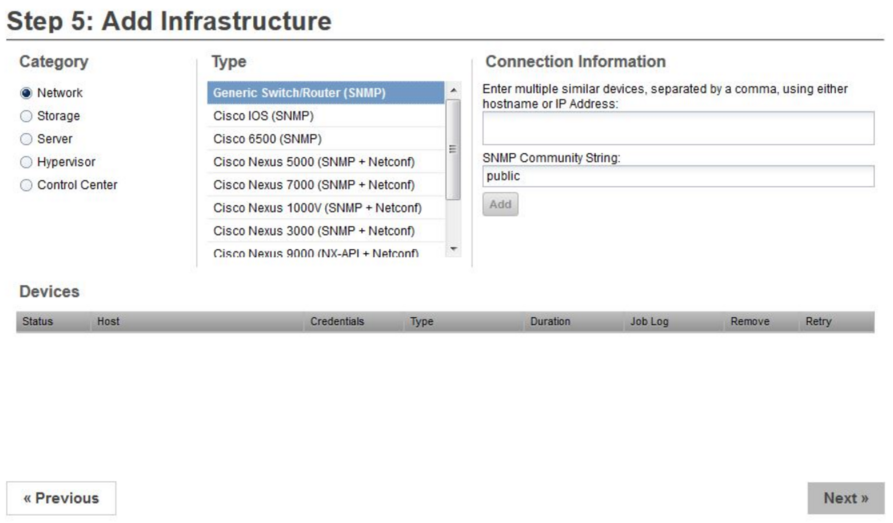 Step 5: Add Infrastructure
Category
Network
Storage
Server
Hypervisor
Control Center
Type
Generic Switch/Router (SNMP)
Cisco IOS (SNMP)
Cisco 6500 (SNMP)
Cisco Nexus 5000 (SNMP + Netconf)
Cisco Nexus 7000 (SNMP + Netconf)
Cisco Nexus 1000V (SNMP + Netconf)
Cisco Nexus 3000 (SNMP + Netconf)
Cisco Nexus 9000 (NX-API + Netconf)
Connection Information
Enter multiple similar devices, separated by a comma, using either
hostname or IP Address:
SNMP Community String:
public
Add
Devices
Status Host Credentials Type Duration Job Log Remove Retry
« Previous
Next »